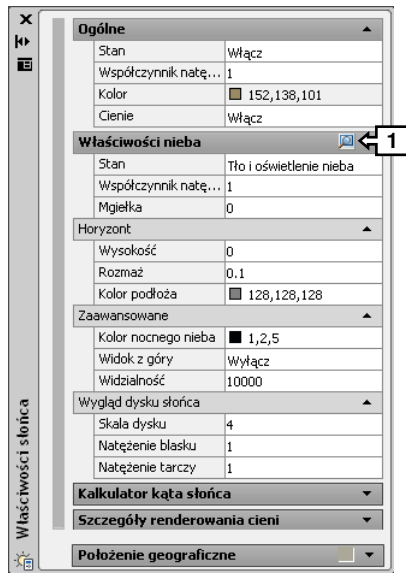 Ogólne
Stan Włącz
Współczynnik natę... 1
Kolor 152,138,101
Cienie Włącz
Właściwości nieba 1
Stan Tło i oświetlenie nieba
Współczynnik natę... 1
Mgiełka 0
Horyzont
Wysokość 0
Rozmaż 0.1
Kolor podłoża 128,128,128
Zaawansowane
Kolor nocnego nieba 1,2,5
Widok z góry Wyłącz
Widzialność 10000
Wygląd dysku słońca
Skala dysku 4
Natężenie blasku 1
Natężenie tarczy 1
Kalkulator kąta słońca
Szczegóły renderowania cieni
Położenie geograficzne
Właściwości słońca